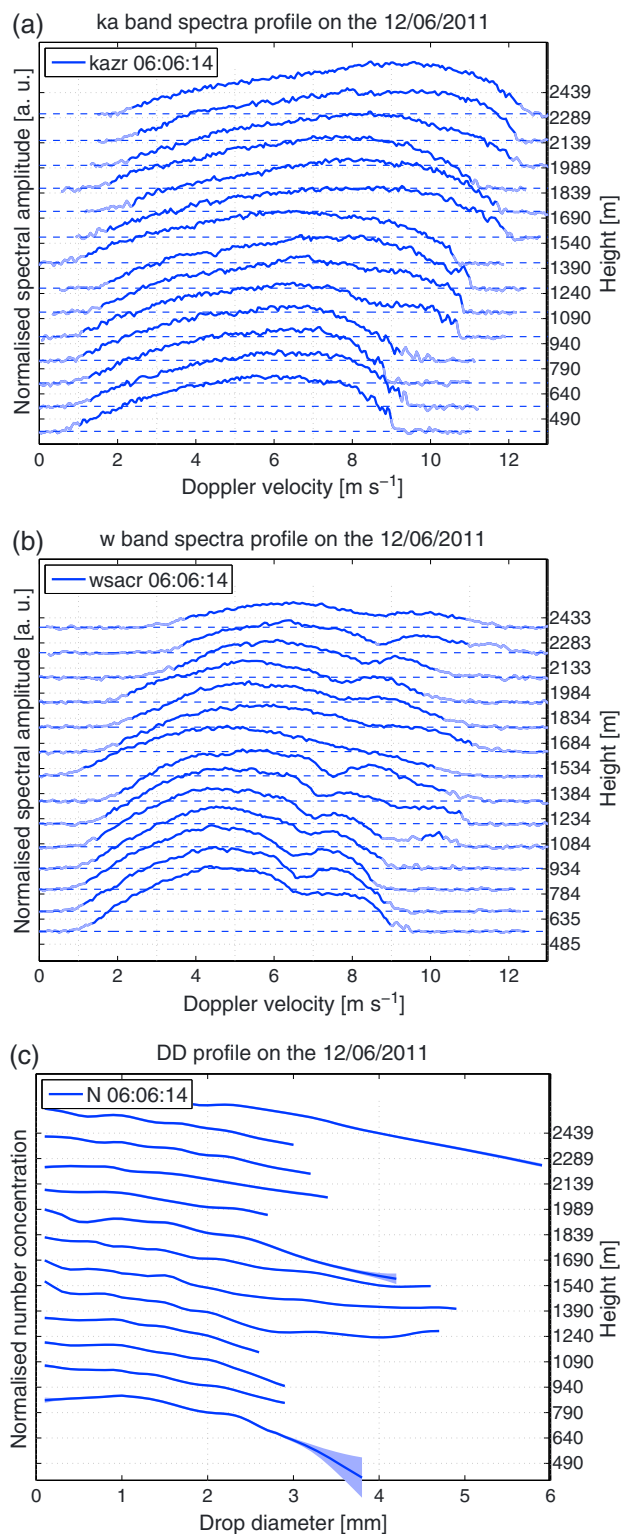 (a)
ka band spectra profile on the 12/06/2011
kazr 06:06:14
Normalised spectral amplitude [a. u.]
2439
2289
2139
1989
1839
1690
1540
1390
1240
1090
940
790
640
490
Height [m]
0 2 4 6 8 10 12
Doppler velocity [m s⁻¹]
(b)
w band spectra profile on the 12/06/2011
wsacr 06:06:14
Normalised spectral amplitude [a. u.]
2433
2283
2133
1984
1834
1684
1534
1384
1234
1084
934
784
635
485
Height [m]
0 2 4 6 8 10 12
Doppler velocity [m s⁻¹]
(c)
DD profile on the 12/06/2011
N 06:06:14
Normalised number concentration
2439
2289
2139
1989
1839
1690
1540
1390
1240
1090
940
790
640
490
Height [m]
0 1 2 3 4 5 6
Drop diameter [mm]